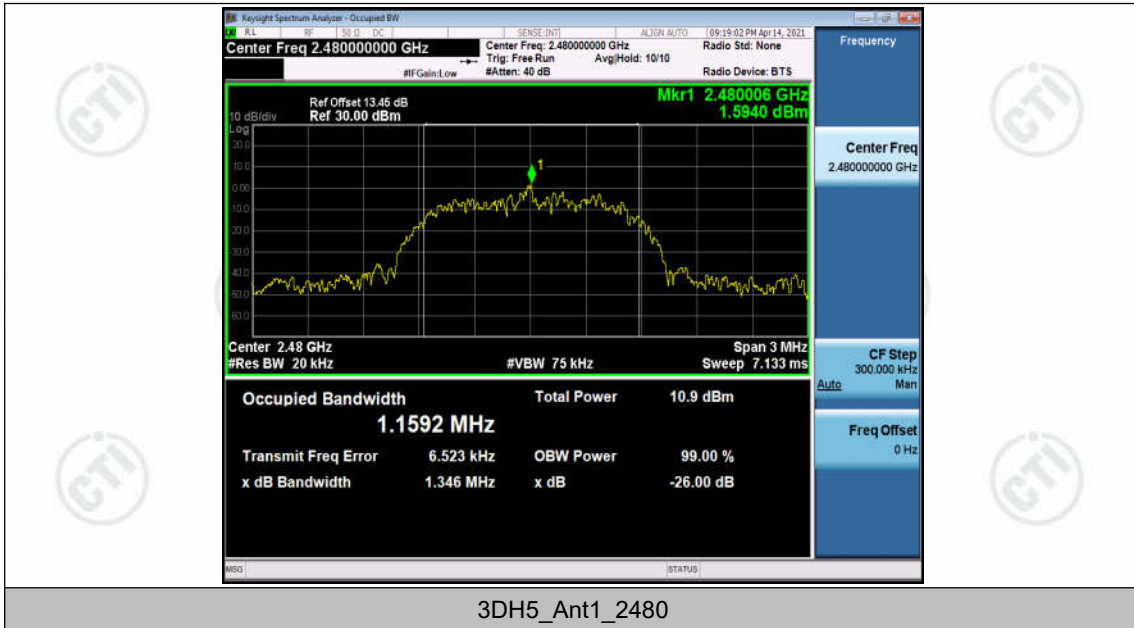 Keysight Spectrum Analyzer - Occupied BW
RL RF 50 Ω DC SENSE:INT ALIGN AUTO 09:19:02 PM Apr 14, 2021
Center Freq 2.480000000 GHz
Center Freq: 2.480000000 GHz
Radio Std: None
Trig: Free Run Avg|Hold: 10/10
#IFGain:Low
#Atten: 40 dB
Radio Device: BTS
Frequency
Ref Offset 13.45 dB
Mkr1 2.480006 GHz
10 dB/div Ref 30.00 dBm
1.5940 dBm
Log
20.0
10.0
1
0.00
-10.0
-20.0
-30.0
-40.0
-50.0
-60.0
Center 2.48 GHz
Span 3 MHz
#Res BW 20 kHz
#VBW 75 kHz
Sweep 7.133 ms
Center Freq
2.480000000 GHz
CF Step
300.000 kHz
Auto Man
Freq Offset
0 Hz
Occupied Bandwidth
1.1592 MHz
Total Power 10.9 dBm
Transmit Freq Error 6.523 kHz
OBW Power 99.00 %
x dB Bandwidth 1.346 MHz
x dB -26.00 dB
MSG
STATUS
CTI
CTI
CTI
CTI
3DH5_Ant1_2480